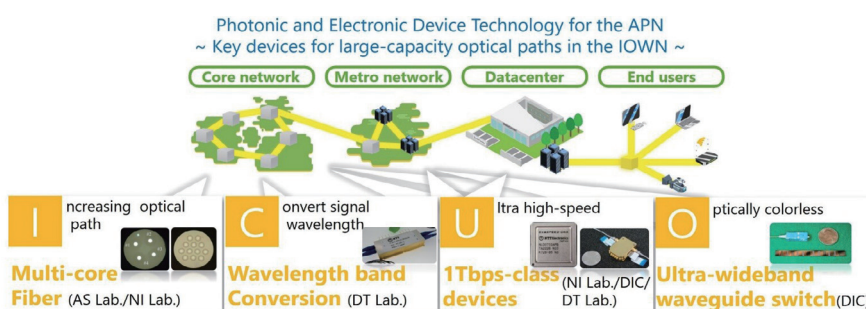 Photonic and Electronic Device Technology for the APN
~ Key devices for large-capacity optical paths in the IOWN ~
Core network
Metro network
Datacenter
End users
I ncreasing optical
path
Multi-core
Fiber (AS Lab./NI Lab.)
C onvert signal
wavelength
Wavelength band
Conversion (DT Lab.)
U ltra high-speed
1Tbps-class
devices
(NI Lab./DIC/
DT Lab.)
O ptically colorless
Ultra-wideband
waveguide switch(DIC)